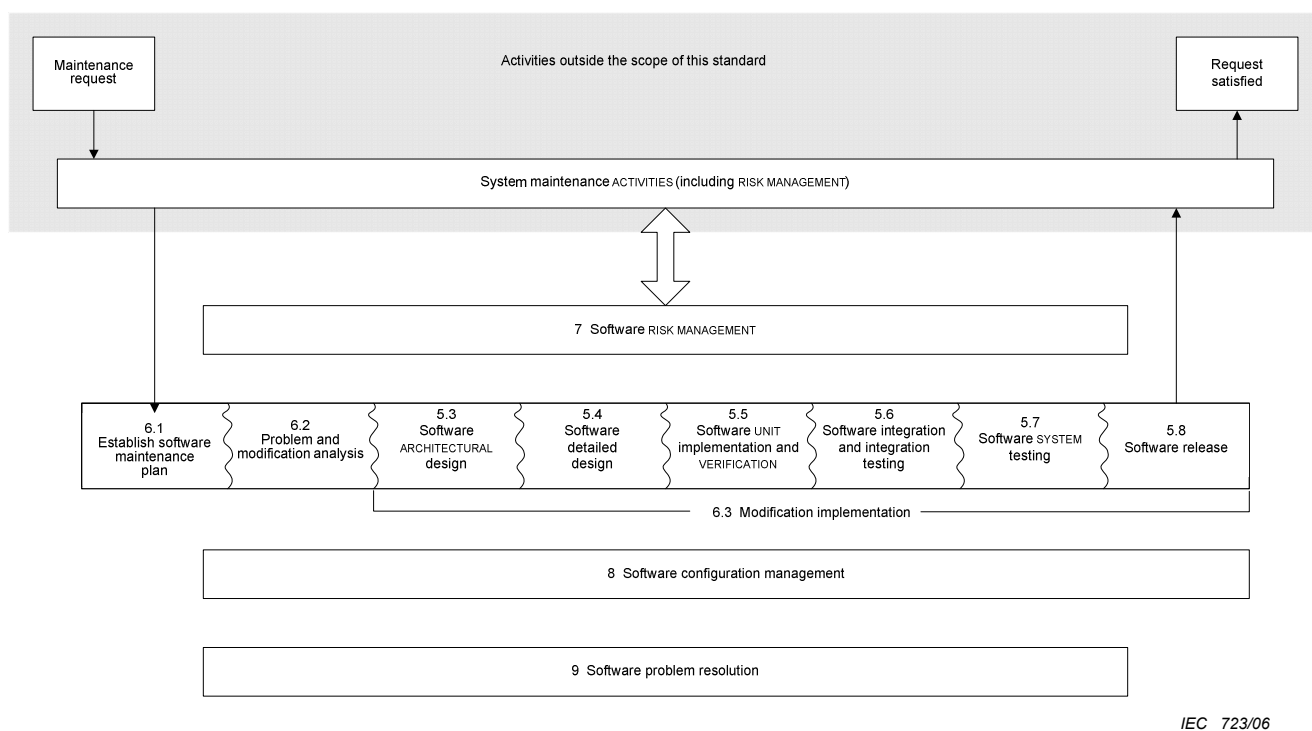 Maintenance
request
Activities outside the scope of this standard
Request
satisfied
System maintenance ACTIVITIES (including RISK MANAGEMENT)
7 Software RISK MANAGEMENT
6.1
Establish software
maintenance
plan
6.2
Problem and
modification analysis
5.3
Software
ARCHITECTURAL
design
5.4
Software
detailed
design
5.5
Software UNIT
implementation and
VERIFICATION
5.6
Software integration
and integration
testing
5.7
Software SYSTEM
testing
5.8
Software release
6.3 Modification implementation
8 Software configuration management
9 Software problem resolution
IEC 723/06